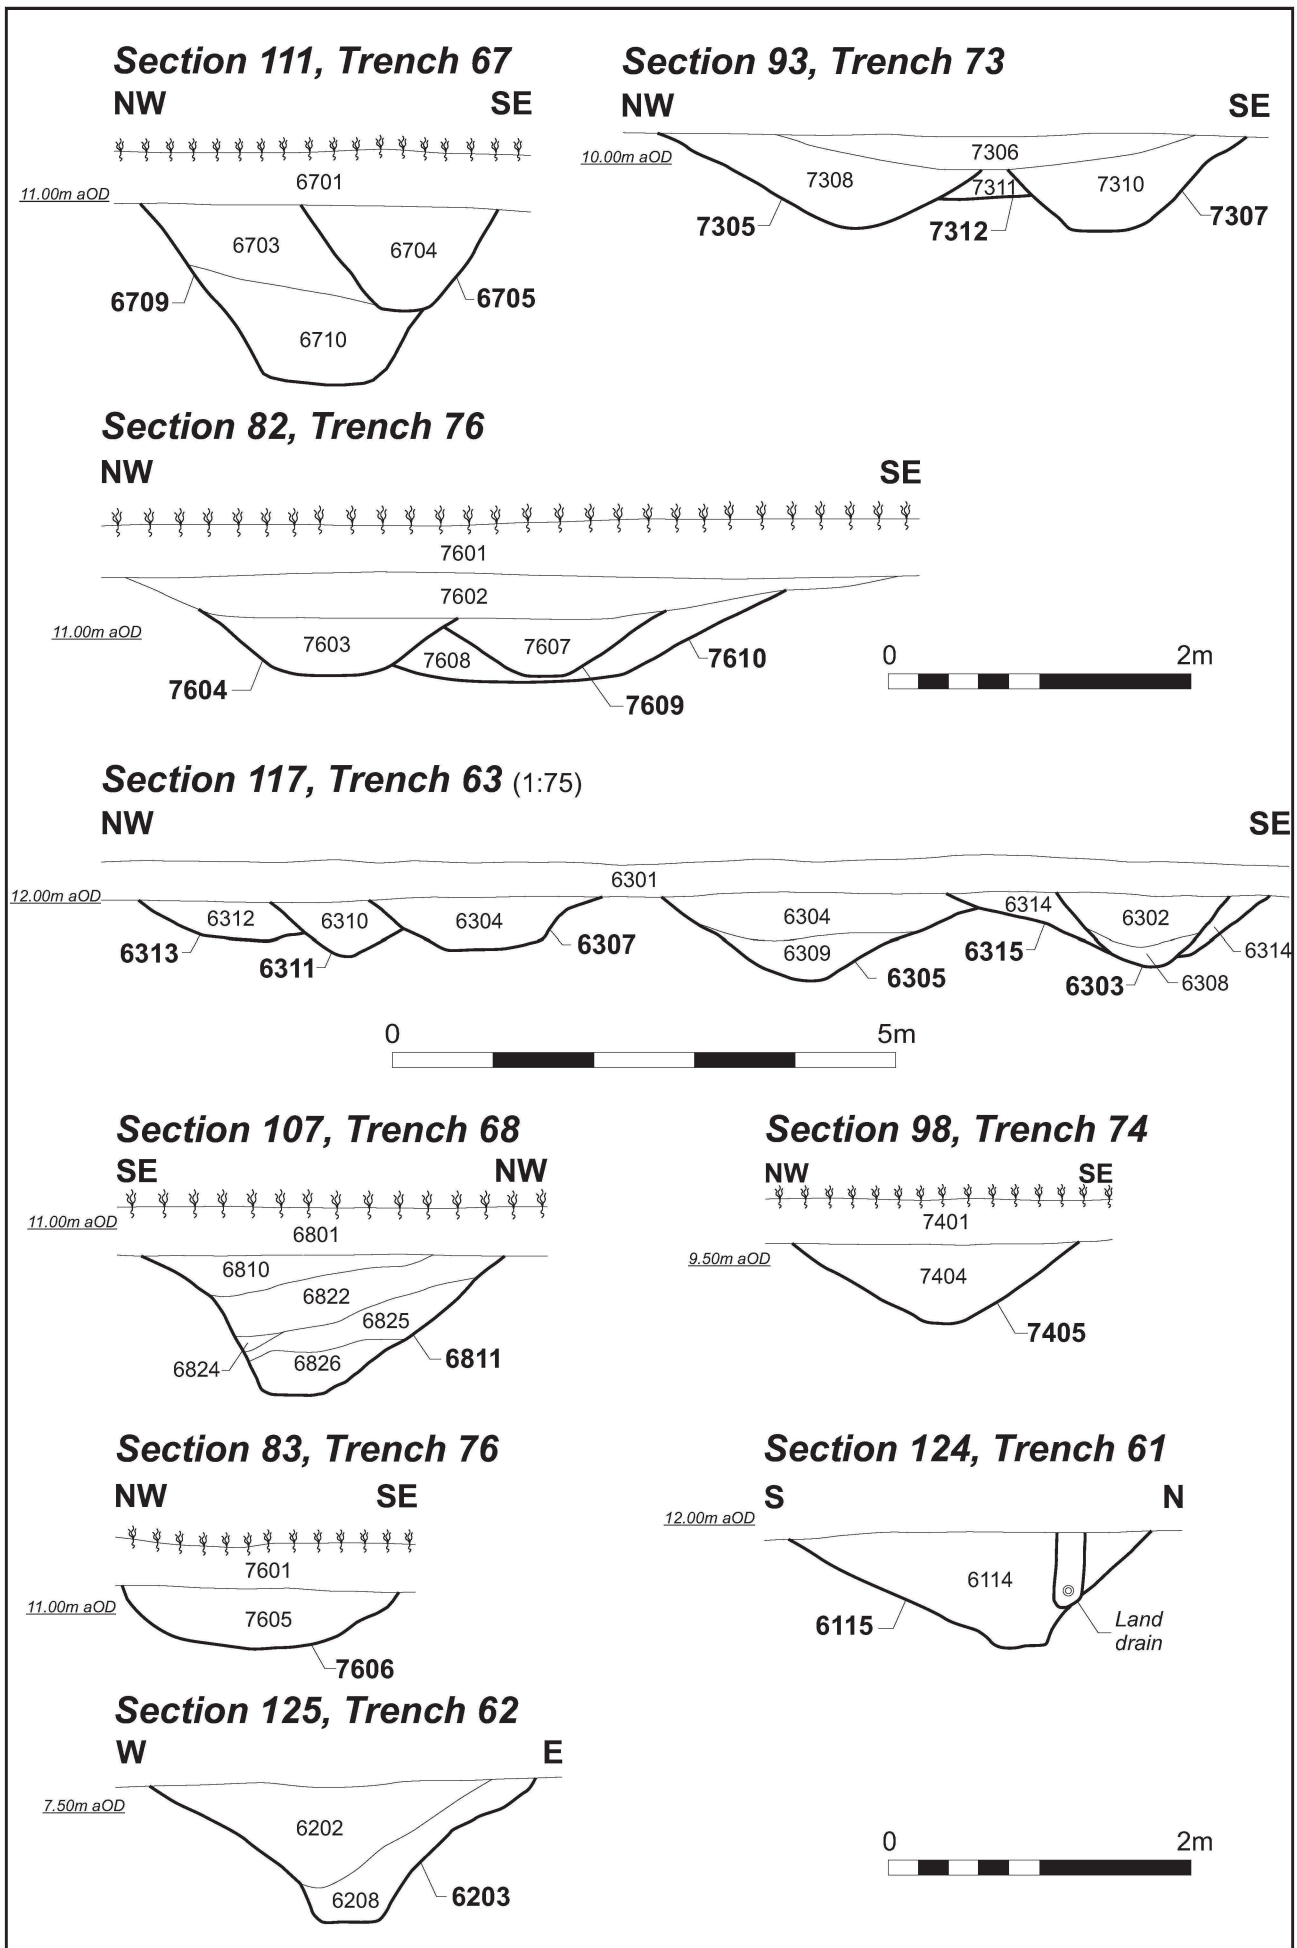 Section 111, Trench 67
NW SE
6701
11.00m aOD
6703
6704
6709
6705
6710
Section 93, Trench 73
NW SE
10.00m aOD
7306
7308
7311
7310
7305
7312
7307
Section 82, Trench 76
NW SE
7601
7602
11.00m aOD
7603
7608
7607
7610
7604
7609
0 2m
Section 117, Trench 63 (1:75)
NW SE
6301
12.00m aOD
6312
6310
6304
6304
6314
6302
6313
6311
6307
6309
6305
6315
6303
6308
6314
0 5m
Section 107, Trench 68
SE NW
11.00m aOD
6801
6810
6822
6825
6824
6826
6811
Section 98, Trench 74
NW SE
7401
9.50m aOD
7404
7405
Section 83, Trench 76
NW SE
7601
11.00m aOD
7605
7606
Section 124, Trench 61
S N
12.00m aOD
6114
6115
Land
drain
Section 125, Trench 62
W E
7.50m aOD
6202
6208
6203
0 2m